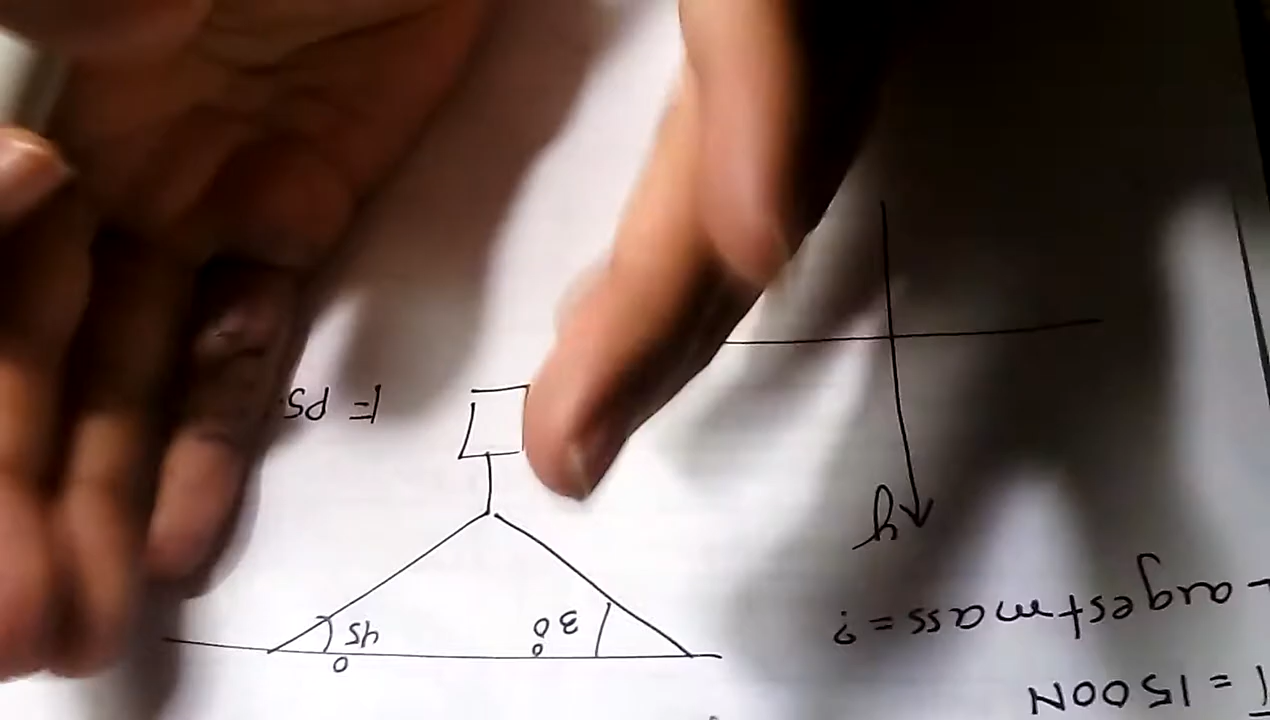 T = 1500N
Largest mass = ?
y
30°
45°